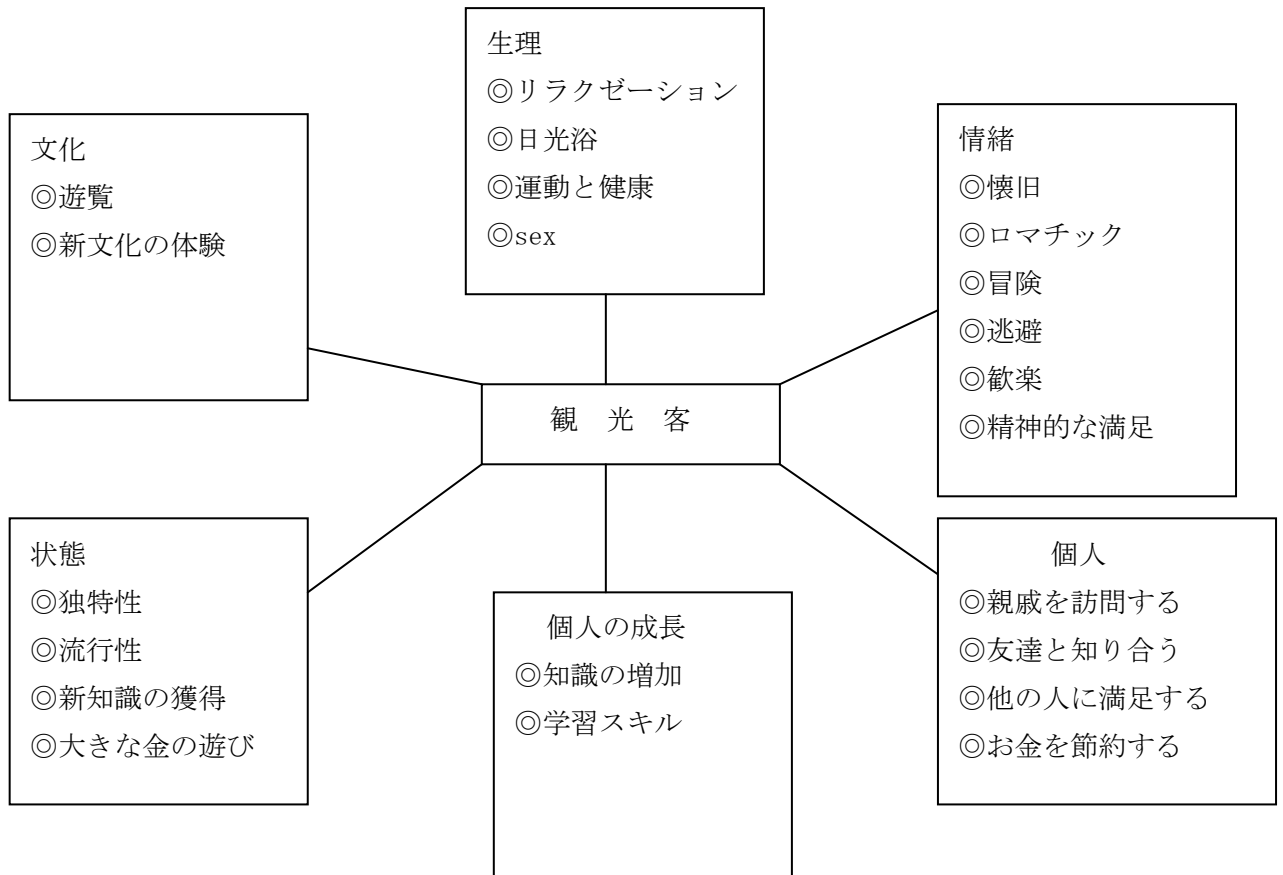 生理
◎リラクゼーション
◎日光浴
◎運動と健康
◎sex
文化
◎遊覧
◎新文化の体験
情緒
◎懐旧
◎ロマチック
◎冒険
◎逃避
◎歓楽
◎精神的な満足
観 光 客
状態
◎独特性
◎流行性
◎新知識の獲得
◎大きな金の遊び
個人の成長
◎知識の増加
◎学習スキル
個人
◎親戚を訪問する
◎友達と知り合う
◎他の人に満足する
◎お金を節約する